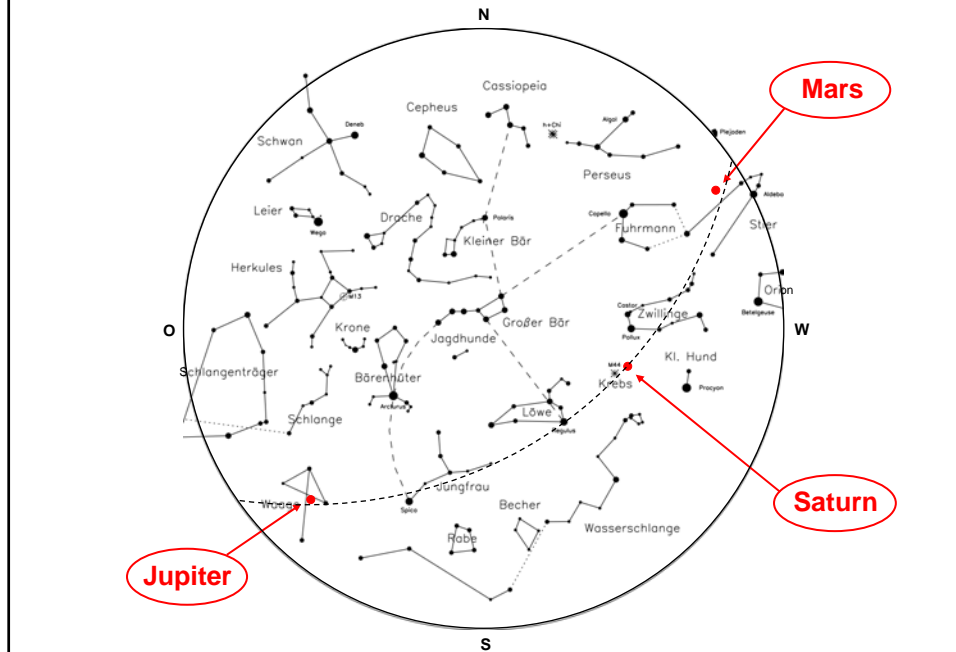 N
Mars
Cassiopeia
Cepheus
h+Chi
Algol
Plejaden
Deneb
Schwan
Perseus
Aldeba
Leier
Wega
Drache
Polaris
Capella
Fuhrmann
Stier
Kleiner Bär
Herkules
M13
Orion
Betelgeuse
Castor
Zwillinge
Pollux
O
Krone
Großer Bär
W
Jagdhunde
Kl. Hund
Schlangenträger
Bärenhüter
M44
Krebs
Procyon
Arcturus
Schlange
Löwe
Regulus
Jungfrau
Saturn
Waage
Spica
Becher
Wasserschlange
Rabe
Jupiter
S